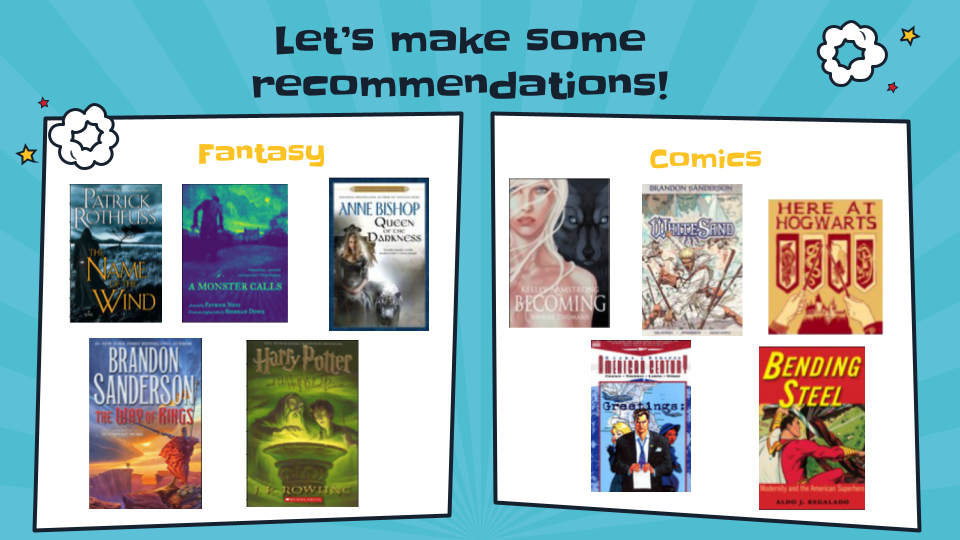 Let's make some
recommendations!
Fantasy
PATRICK
ROTHFUSS
THE
NAME
OF THE
WIND
A MONSTER CALLS
PATRICK NESS
SIOBHAN DOWD
ANNE BISHOP
QUEEN
OF THE
DARKNESS
BRANDON
SANDERSON
THE WAY OF KINGS
Harry Potter
J.K. ROWLING
SCHOLASTIC
Comics
KELLEY ARMSTRONG
BECOMING
BRANDON SANDERSON
WHITE SAND
HERE AT
HOGWARTS
AMERICAN CENTURY
Greetings:
BENDING
STEEL
Modernity and the American Superhero
ALDO J. REGALADO